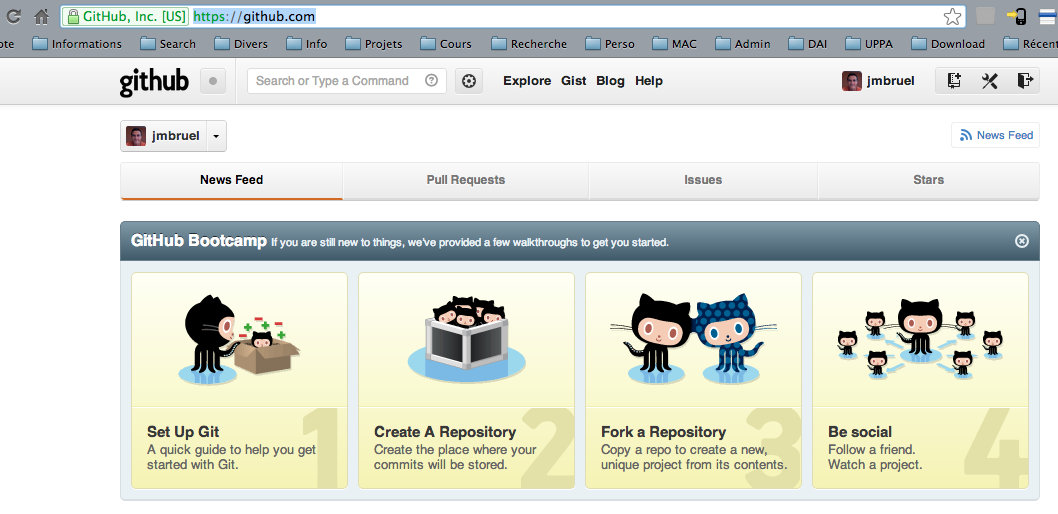 GitHub, Inc. [US] https://github.com
ote Informations Search Divers Info Projets Cours Recherche Perso MAC Admin DAI UPPA Download Récent
github Search or Type a Command Explore Gist Blog Help jmbruel
jmbruel News Feed
News Feed Pull Requests Issues Stars
GitHub Bootcamp If you are still new to things, we've provided a few walkthroughs to get you started.
1
Set Up Git
A quick guide to help you get
started with Git.
2
Create A Repository
Create the place where your
commits will be stored.
3
Fork a Repository
Copy a repo to create a new,
unique project from its contents.
4
Be social
Follow a friend.
Watch a project.